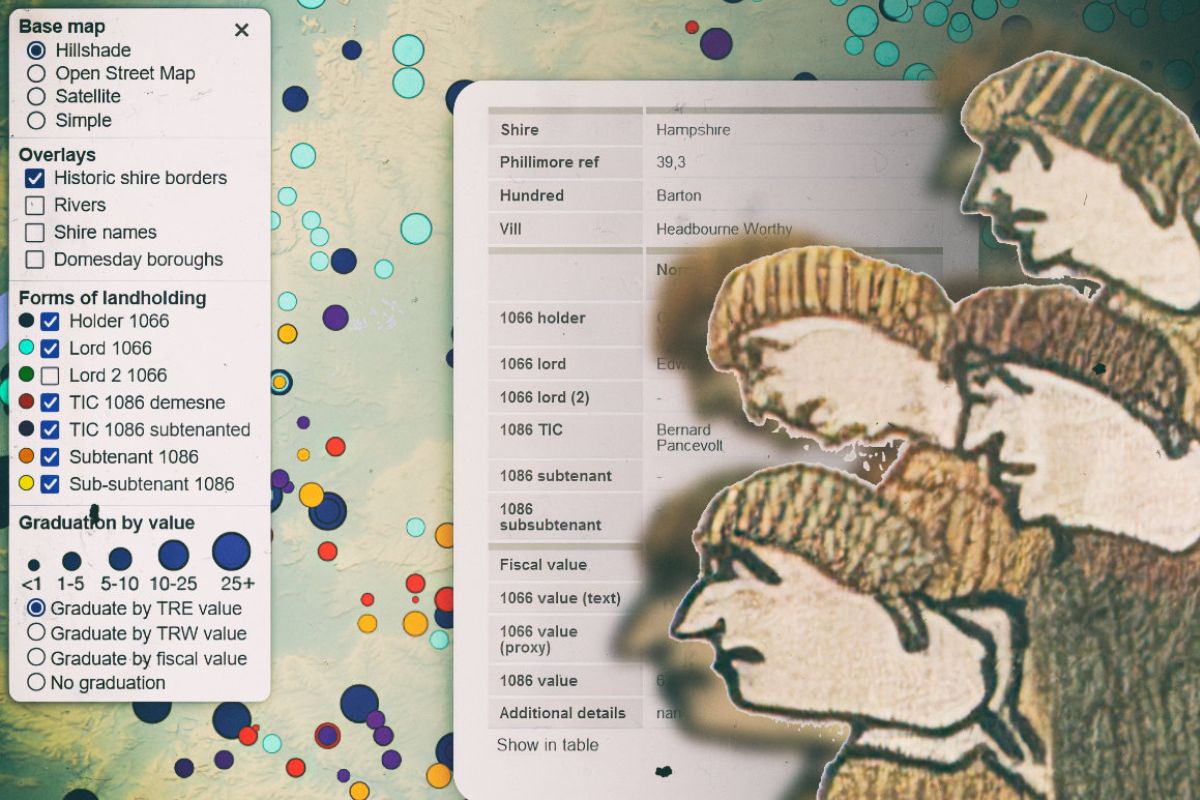 Base map
Hillshade
Open Street Map
Satellite
Simple
Overlays
Historic shire borders
Rivers
Shire names
Domesday boroughs
Forms of landholding
Holder 1066
Lord 1066
Lord 2 1066
TIC 1086 demesne
TIC 1086 subtenanted
Subtenant 1086
Sub-subtenant 1086
Graduation by value
<1 1-5 5-10 10-25 25+
Graduate by TRE value
Graduate by TRW value
Graduate by fiscal value
No graduation
Shire Hampshire
Phillimore ref 39,3
Hundred Barton
Vill Headbourne Worthy
1066 holder
1066 lord
1066 lord (2) -
1086 TIC Bernard
Pancevolt
1086 subtenant -
1086
subsubtenant
Fiscal value
1066 value (text)
1066 value
(proxy)
1086 value
Additional details
Show in table